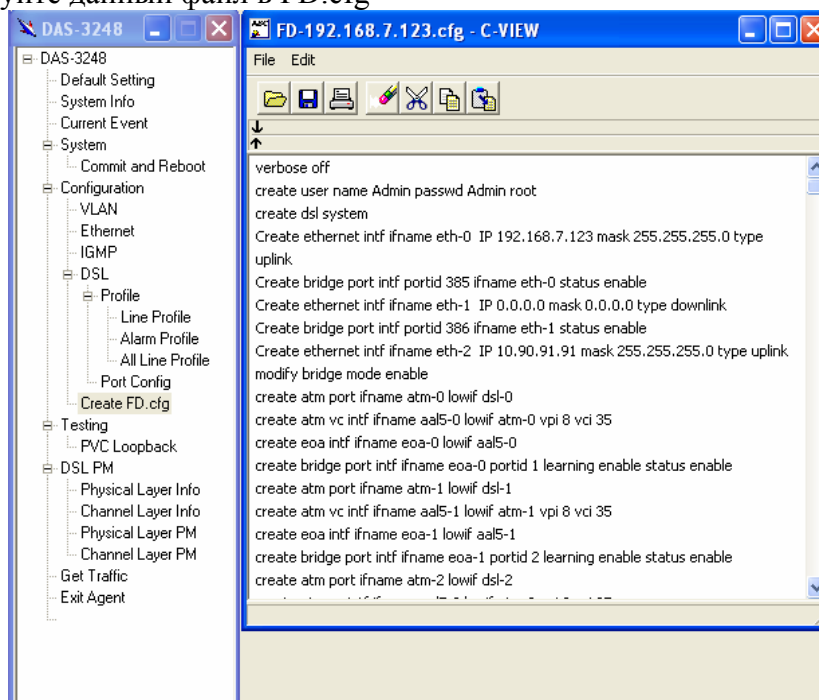 данный файл в FD.cfg
DAS-3248
DAS-3248
Default Setting
System Info
Current Event
System
Commit and Reboot
Configuration
VLAN
Ethernet
IGMP
DSL
Profile
Line Profile
Alarm Profile
All Line Profile
Port Config
Create FD.cfg
Testing
PVC Loopback
DSL PM
Physical Layer Info
Channel Layer Info
Physical Layer PM
Channel Layer PM
Get Traffic
Exit Agent
FD-192.168.7.123.cfg - C-VIEW
File Edit
verbose off
create user name Admin passwd Admin root
create dsl system
Create ethernet intf ifname eth-0 IP 192.168.7.123 mask 255.255.255.0 type
uplink
Create bridge port intf portid 385 ifname eth-0 status enable
Create ethernet intf ifname eth-1 IP 0.0.0.0 mask 0.0.0.0 type downlink
Create bridge port intf portid 386 ifname eth-1 status enable
Create ethernet intf ifname eth-2 IP 10.90.91.91 mask 255.255.255.0 type uplink
modify bridge mode enable
create atm port ifname atm-0 lowif dsl-0
create atm vc intf ifname aal5-0 lowif atm-0 vpi 8 vci 35
create eoa intf ifname eoa-0 lowif aal5-0
create bridge port intf ifname eoa-0 portid 1 learning enable status enable
create atm port ifname atm-1 lowif dsl-1
create atm vc intf ifname aal5-1 lowif atm-1 vpi 8 vci 35
create eoa intf ifname eoa-1 lowif aal5-1
create bridge port intf ifname eoa-1 portid 2 learning enable status enable
create atm port ifname atm-2 lowif dsl-2